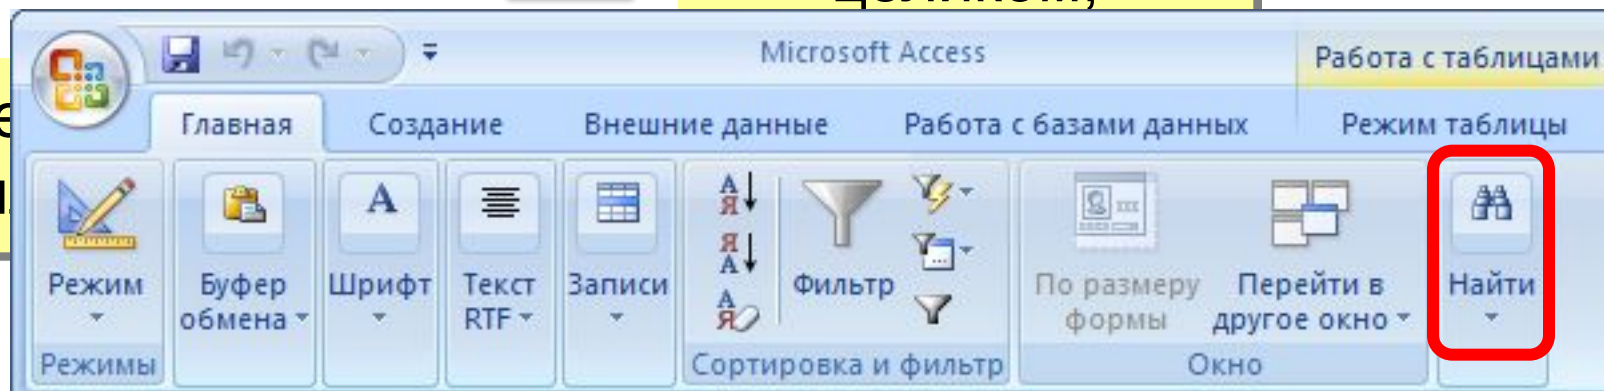 целиком,
Microsoft Access
Работа с таблицами
Главная Создание Внешние данные Работа с базами данных Режим таблицы
Режим Буфер обмена Шрифт Текст RTF Записи Фильтр По размеру формы Перейти в другое окно Найти
Режимы Сортировка и фильтр Окно